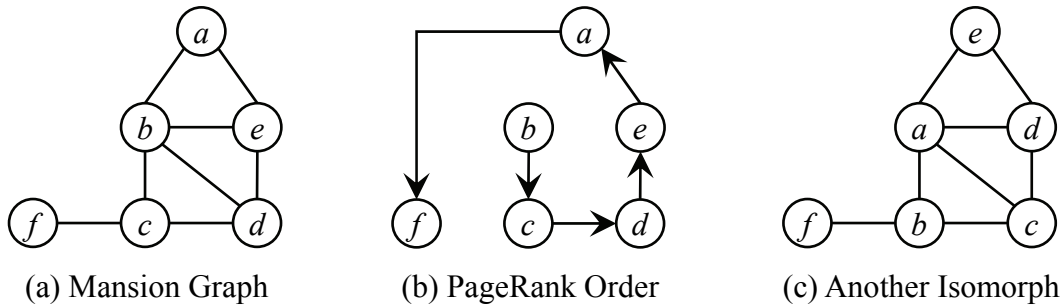 a
b
e
f
c
d
(a) Mansion Graph
a
b
e
f
c
d
(b) PageRank Order
e
a
d
f
b
c
(c) Another Isomorph